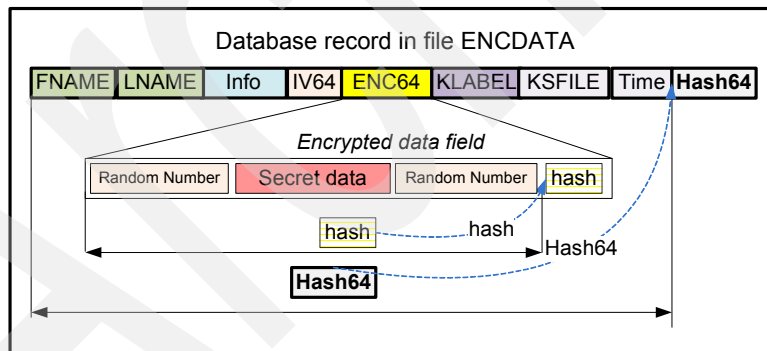 Database record in file ENCDATA
FNAME LNAME Info IV64 ENC64 KLABEL KSFILE Time Hash64
Encrypted data field
Random Number Secret data Random Number hash
hash hash
Hash64
Hash64